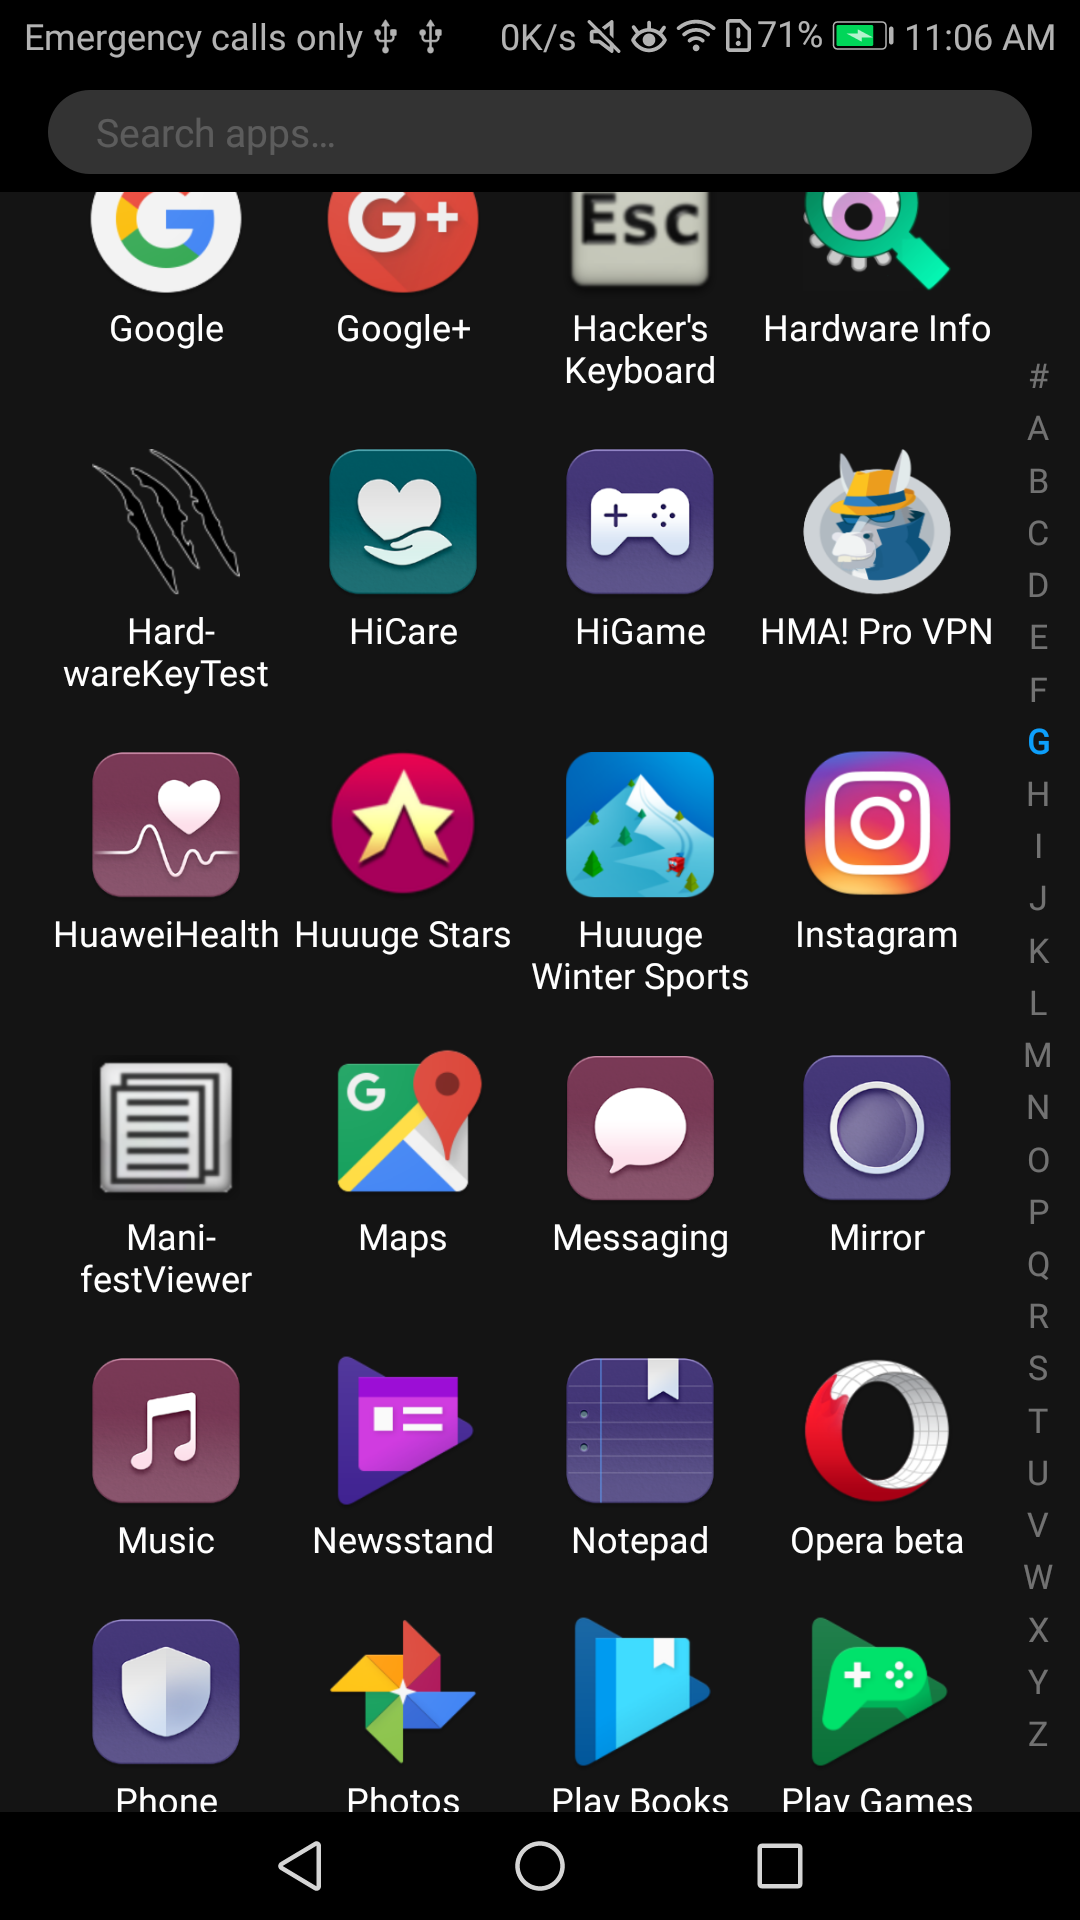 Emergency calls only 0K/s 71% 11:06 AM
Search apps...
G+ Esc
Google Google+ Hacker's Hardware Info
Keyboard
#
A
B
C
D
Hard- HiCare HiGame HMA! Pro VPN
wareKeyTest
E
F
G
H
I
J
HuaweiHealth Huuuge Stars Huuuge Instagram
Winter Sports
K
L
M
N
O
P
Mani- Maps Messaging Mirror
festViewer
Q
R
S
T
U
V
Music Newsstand Notepad Opera beta
W
X
Y
Z
Phone Photos Play Books Play Games